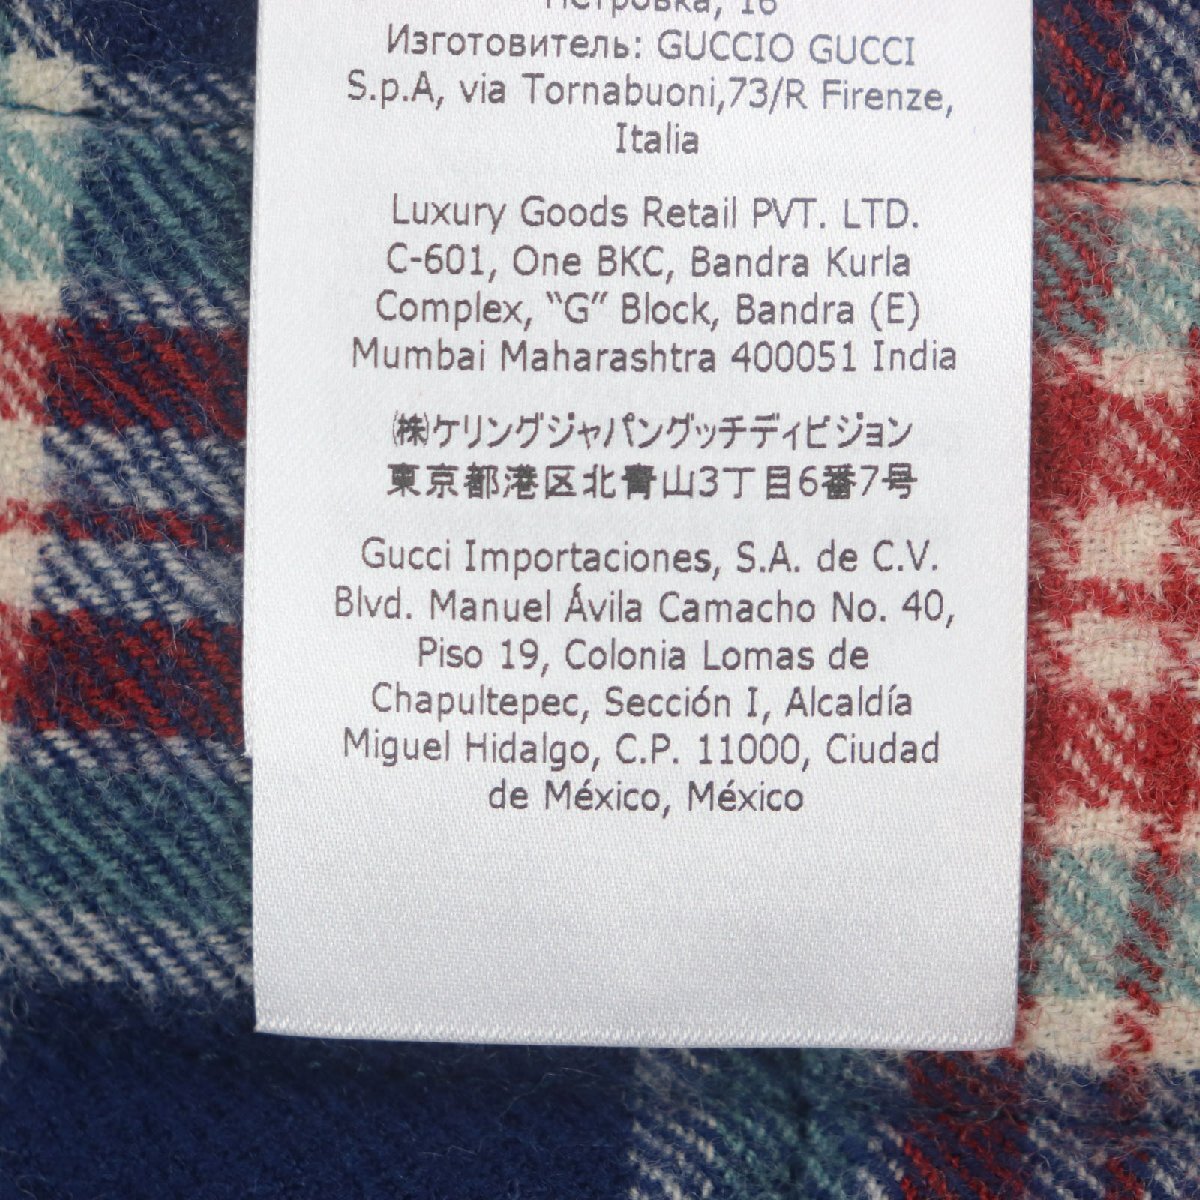 Петровка, 16
Изготовитель: GUCCIO GUCCI
S.p.A, via Tornabuoni,73/R Firenze,
Italia
Luxury Goods Retail PVT. LTD.
C-601, One BKC, Bandra Kurla
Complex, “G” Block, Bandra (E)
Mumbai Maharashtra 400051 India
㈱ケリングジャパングッチディビジョン
東京都港区北青山3丁目6番7号
Gucci Importaciones, S.A. de C.V.
Blvd. Manuel Ávila Camacho No. 40,
Piso 19, Colonia Lomas de
Chapultepec, Sección I, Alcaldía
Miguel Hidalgo, C.P. 11000, Ciudad
de México, México